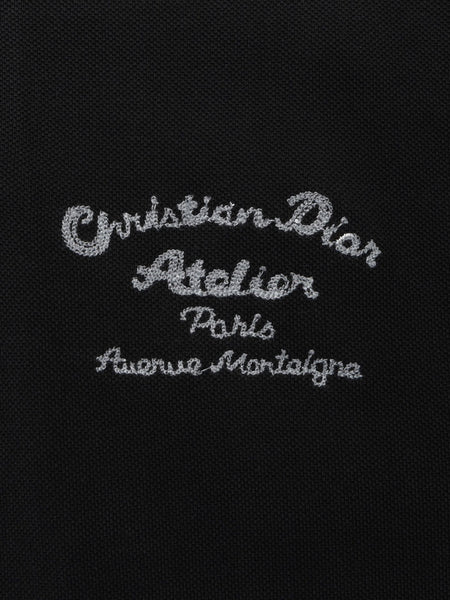 Christian Dior
Atelier
Paris
Avenue Montaigne